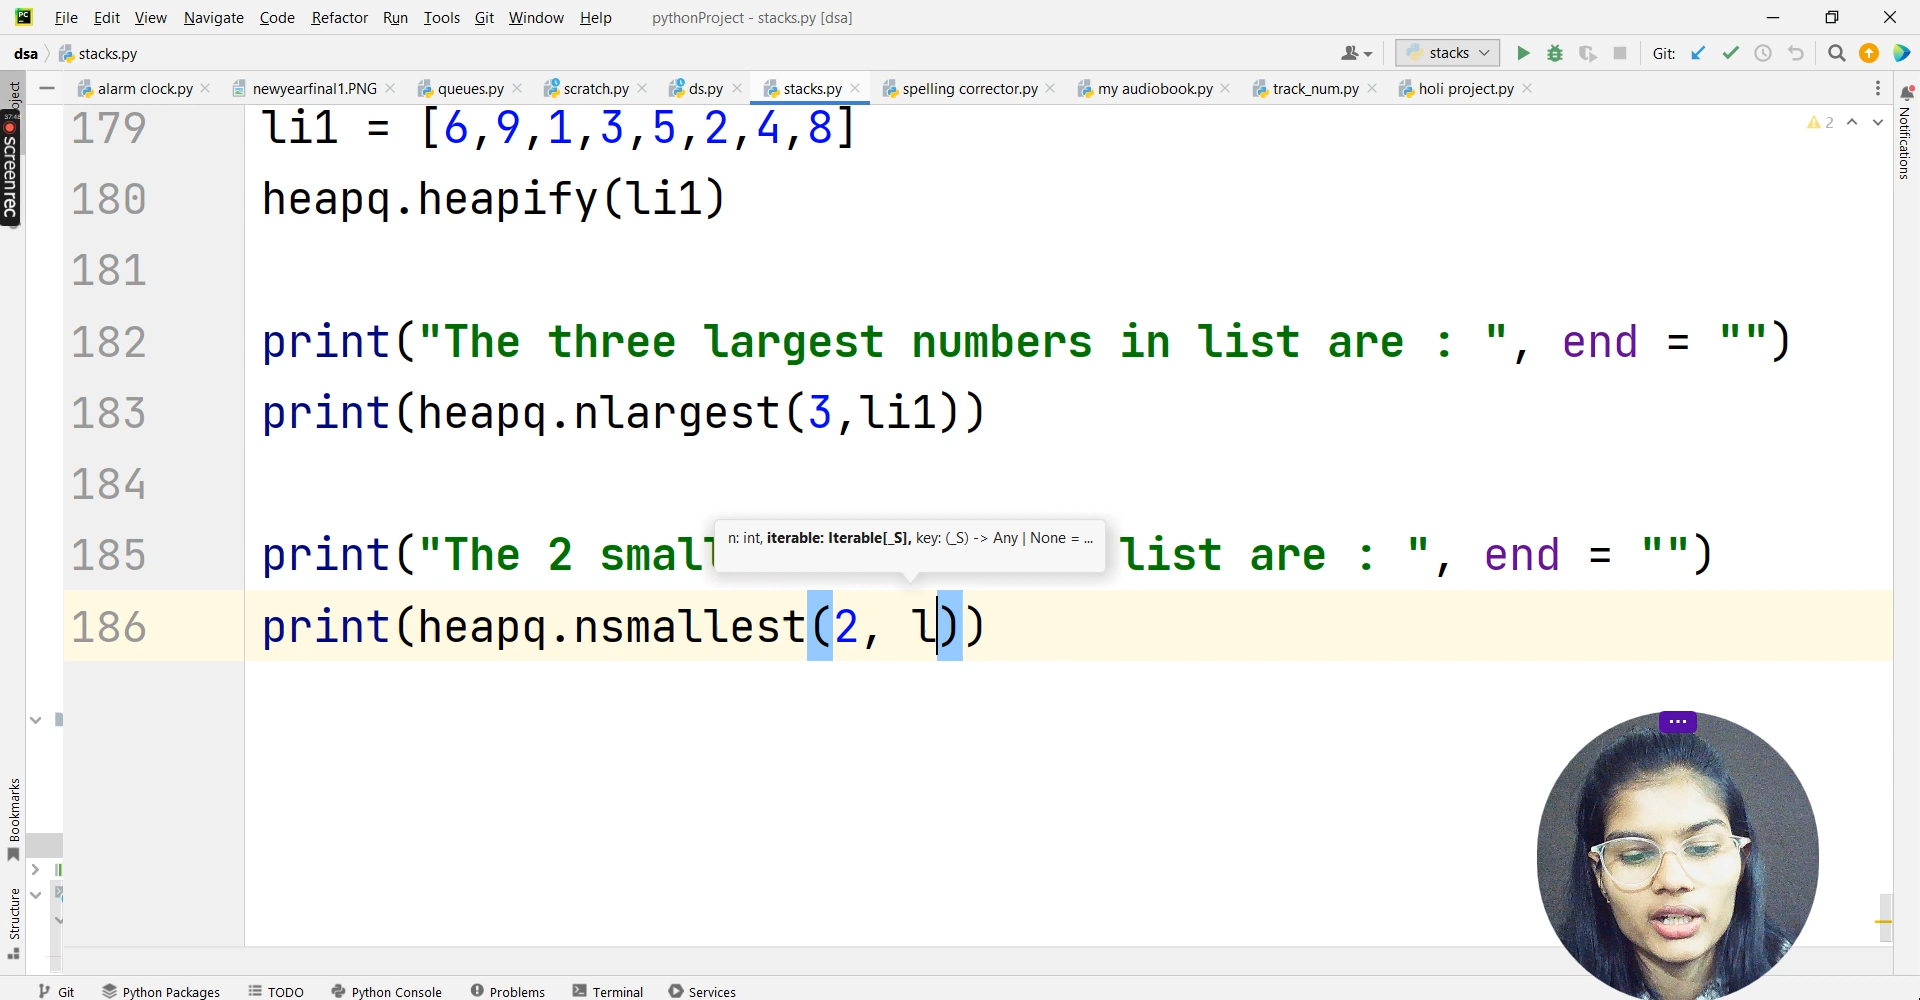 File Edit View Navigate Code Refactor Run Tools Git Window Help pythonProject - stacks.py [dsa]
dsa stacks.py stacks Git:
alarm clock.py newyearfinal1.PNG queues.py scratch.py ds.py stacks.py spelling corrector.py my audiobook.py track_num.py holi project.py
Notifications
screenrec
179 li1 = [6,9,1,3,5,2,4,8] 2
180 heapq.heapify(li1)
181
182 print("The three largest numbers in list are : ", end = "")
183 print(heapq.nlargest(3,li1))
184
n: int, iterable: Iterable[_S], key: (_S) -> Any | None = ...
185 print("The 2 small list are : ", end = "")
186 print(heapq.nsmallest(2, l))
Bookmarks
Structure
Git Python Packages TODO Python Console Problems Terminal Services